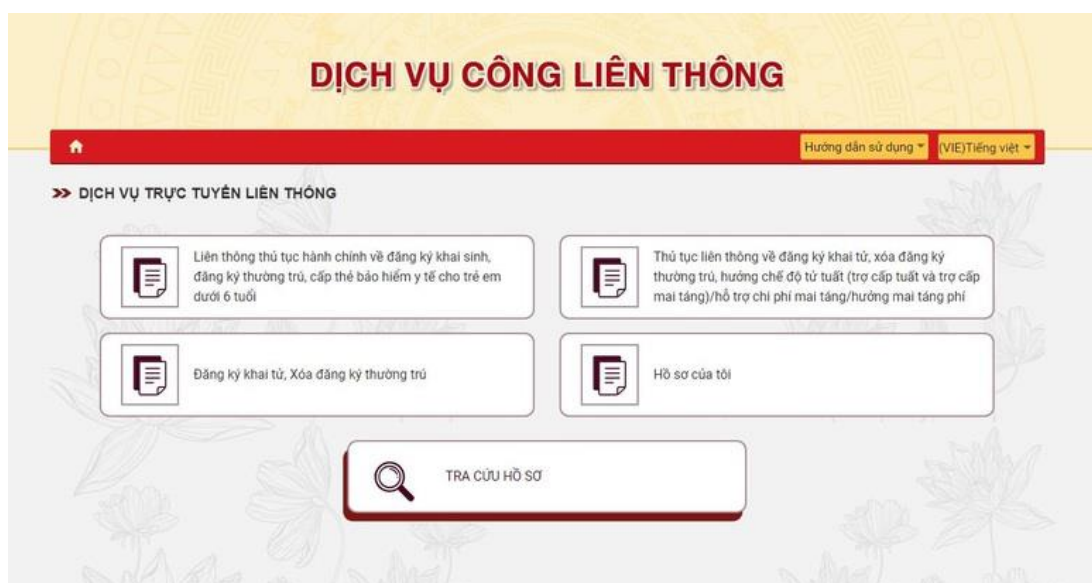 DỊCH VỤ CÔNG LIÊN THÔNG
Hướng dẫn sử dụng
(VIE)Tiếng việt
DỊCH VỤ TRỰC TUYẾN LIÊN THÔNG
Liên thông thủ tục hành chính về đăng ký khai sinh,
đăng ký thường trú, cấp thẻ bảo hiểm y tế cho trẻ em
dưới 6 tuổi
Thủ tục liên thông về đăng ký khai tử, xóa đăng ký
thường trú, hưởng chế độ tử tuất (trợ cấp tuất và trợ cấp
mai táng)/hỗ trợ chi phí mai táng/hưởng mai táng phí
Đăng ký khai tử, Xóa đăng ký thường trú
Hồ sơ của tôi
TRA CỨU HỒ SƠ